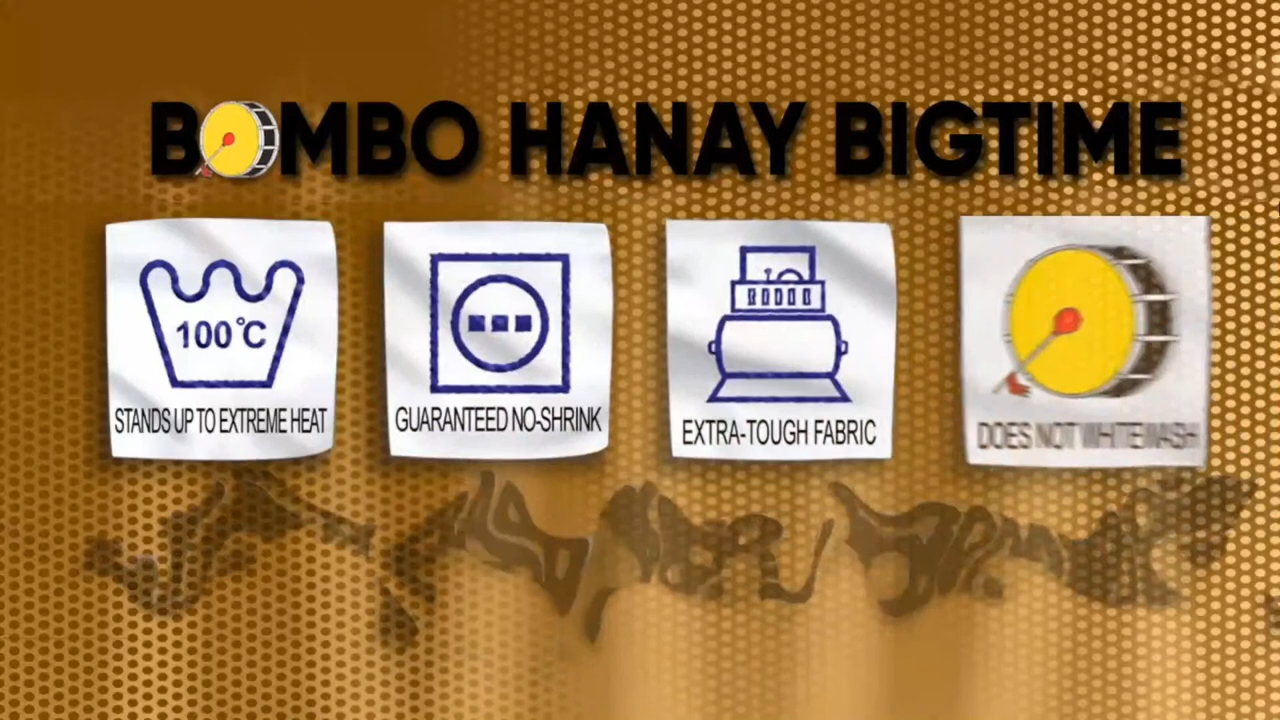 BOMBO HANAY BIGTIME
100°C
STANDS UP TO EXTREME HEAT
GUARANTEED NO-SHRINK
EXTRA-TOUGH FABRIC
DOES NOT WHITEWASH